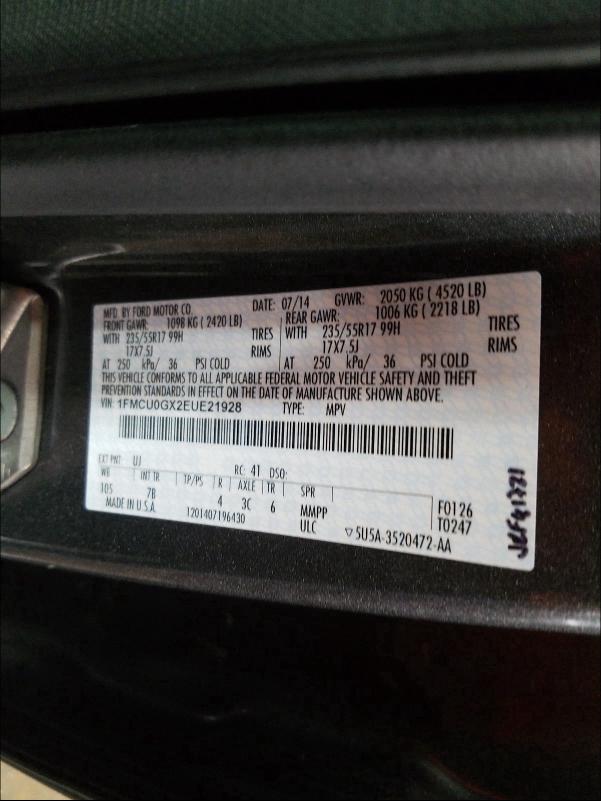 MFD. BY FORD MOTOR CO. DATE: 07/14 GVWR: 2050 KG ( 4520 LB)
FRONT GAWR: 1098 KG ( 2420 LB) REAR GAWR: 1006 KG ( 2218 LB)
WITH 235/55R17 99H TIRES WITH 235/55R17 99H TIRES
17X7.5J RIMS 17X7.5J RIMS
AT 250 kPa/ 36 PSI COLD AT 250 kPa/ 36 PSI COLD
THIS VEHICLE CONFORMS TO ALL APPLICABLE FEDERAL MOTOR VEHICLE SAFETY AND THEFT
PREVENTION STANDARDS IN EFFECT ON THE DATE OF MANUFACTURE SHOWN ABOVE.
VIN: 1FMCU0GX2EUE21928 TYPE: MPV
EXT PNT: UJ RC: 41 DSO:
WB INT TR TP/PS R AXLE TR SPR
105 7B 4 3C 6 MMPP F0126
MADE IN U.S.A. 1201407196430 ULC T0247
▽5U5A-3520472-AA